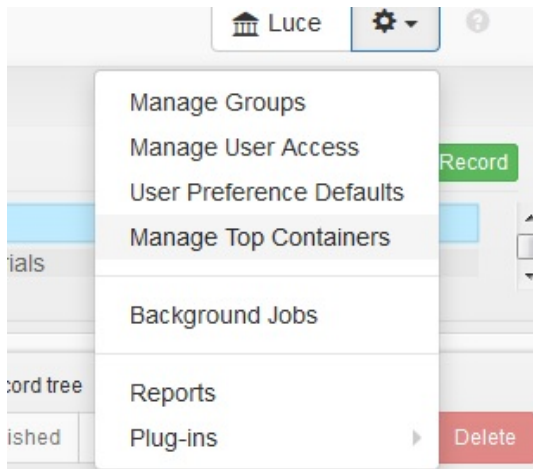 Luce
Manage Groups
Manage User Access
Record
User Preference Defaults
Manage Top Containers
ials
Background Jobs
cord tree
Reports
ished
Plug-ins
Delete